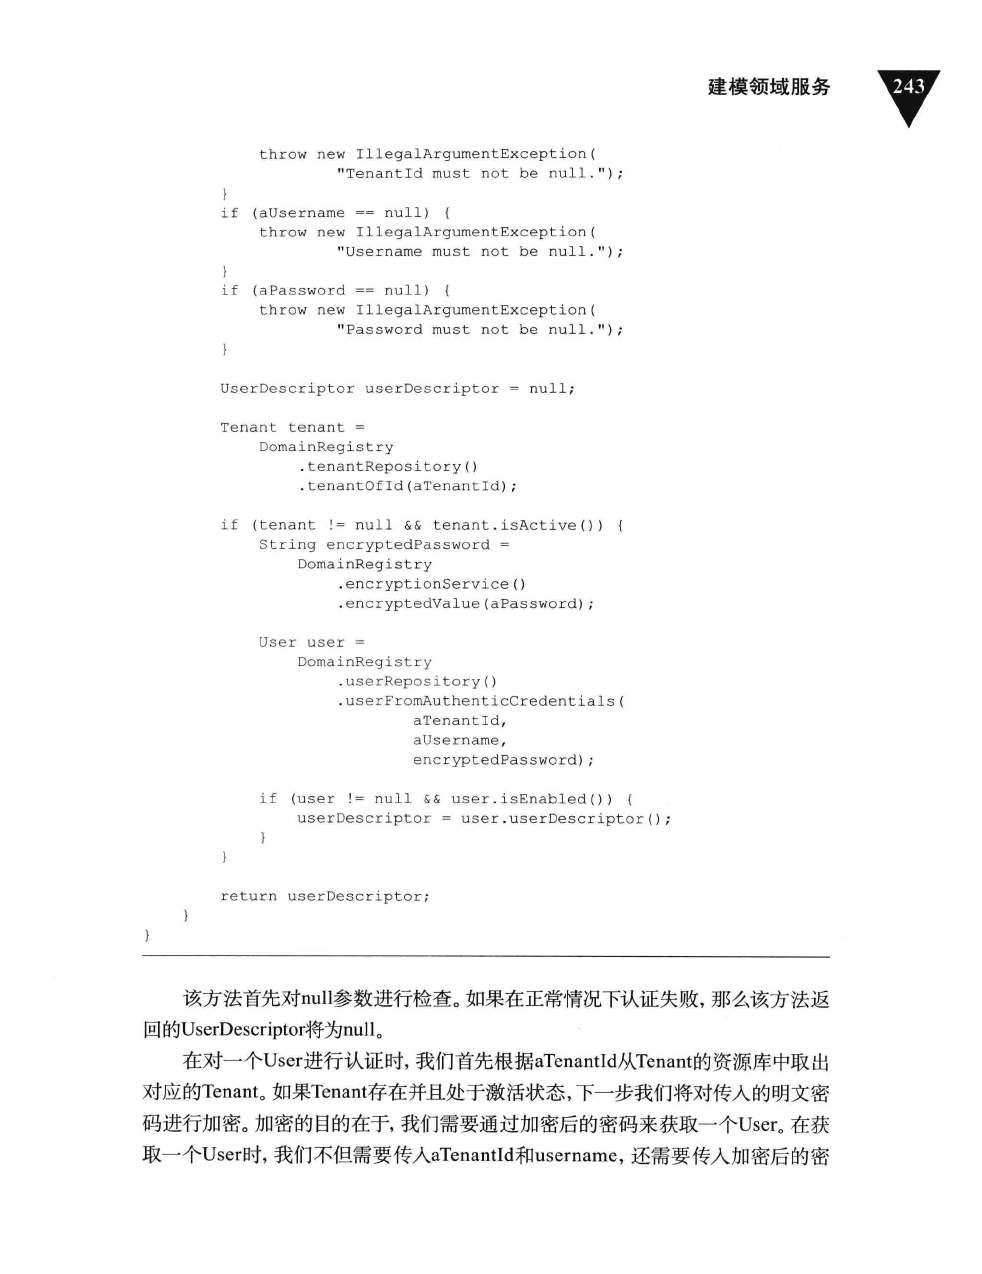 建模领域服务 243
throw new IllegalArgumentException(
"TenantId must not be null.");
}
if (aUsername == null) {
throw new IllegalArgumentException(
"Username must not be null.");
}
if (aPassword == null) {
throw new IllegalArgumentException(
"Password must not be null.");
}
UserDescriptor userDescriptor = null;
Tenant tenant =
DomainRegistry
.tenantRepository()
.tenantOfId(aTenantId);
if (tenant != null && tenant.isActive()) {
String encryptedPassword =
DomainRegistry
.encryptionService()
.encryptedValue(aPassword);
User user =
DomainRegistry
.userRepository()
.userFromAuthenticCredentials(
aTenantId,
aUsername,
encryptedPassword);
if (user != null && user.isEnabled()) {
userDescriptor = user.userDescriptor();
}
}
return userDescriptor;
}
}
该方法首先对null参数进行检查。如果在正常情况下认证失败，那么该方法返
回的UserDescriptor将为null。
在对一个User进行认证时，我们首先根据aTenantId从Tenant的资源库中取出
对应的Tenant。如果Tenant存在并且处于激活状态，下一步我们将对传入的明文密
码进行加密。加密的目的在于，我们需要通过加密后的密码来获取一个User。在获
取一个User时，我们不但需要传入aTenantId和username，还需要传入加密后的密